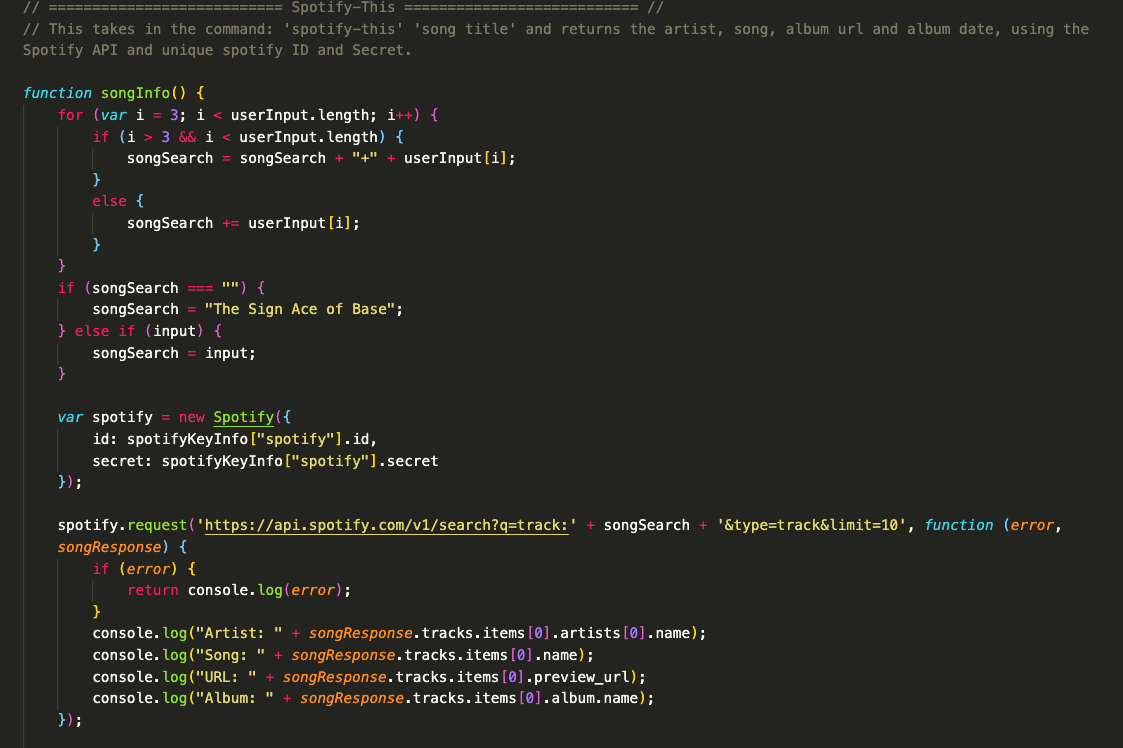 // =========================== Spotify-This =========================== //
// This takes in the command: 'spotify-this' 'song title' and returns the artist, song, album url and album date, using the
Spotify API and unique spotify ID and Secret.

function songInfo() {
    for (var i = 3; i < userInput.length; i++) {
        if (i > 3 && i < userInput.length) {
            songSearch = songSearch + "+" + userInput[i];
        }
        else {
            songSearch += userInput[i];
        }
    }
    if (songSearch === "") {
        songSearch = "The Sign Ace of Base";
    } else if (input) {
        songSearch = input;
    }

    var spotify = new Spotify({
        id: spotifyKeyInfo["spotify"].id,
        secret: spotifyKeyInfo["spotify"].secret
    });

    spotify.request('https://api.spotify.com/v1/search?q=track:' + songSearch + '&type=track&limit=10', function (error,
    songResponse) {
        if (error) {
            return console.log(error);
        }
        console.log("Artist: " + songResponse.tracks.items[0].artists[0].name);
        console.log("Song: " + songResponse.tracks.items[0].name);
        console.log("URL: " + songResponse.tracks.items[0].preview_url);
        console.log("Album: " + songResponse.tracks.items[0].album.name);
    });